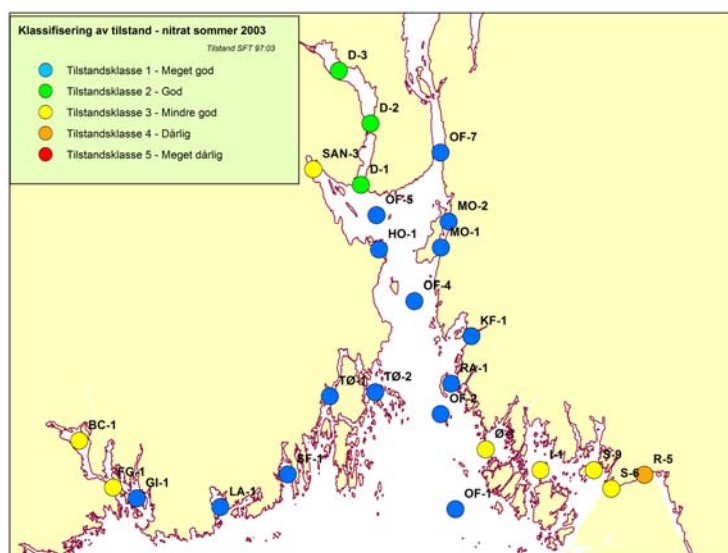 Klassifisering av tilstand - nitrat sommer 2003
Tilstand SFT 97:03
Tilstandsklasse 1 - Meget god
Tilstandsklasse 2 - God
Tilstandsklasse 3 - Mindre god
Tilstandsklasse 4 - Dårlig
Tilstandsklasse 5 - Meget dårlig
D-3
D-2
OF-7
SAN-3
D-1
OF-5
MO-2
HO-1
MO-1
OF-4
KF-1
RA-1
TØ-1
TØ-2
OF-2
BC-1
Ø-1
I-1
S-9
R-5
S-6
FG-1
GI-1
SF-1
LA-1
OF-1